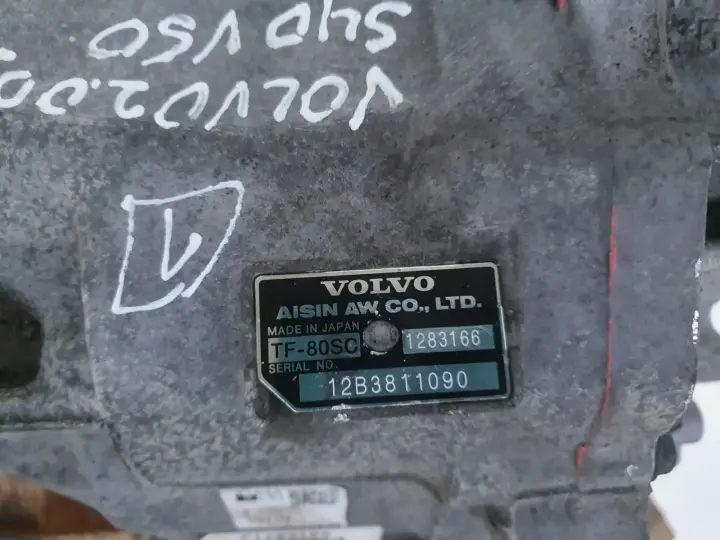 VOLVO 2.0D
S40 V50
V
VOLVO
AISIN AW CO., LTD.
MADE IN JAPAN
TF-80SC 1283166
SERIAL NO.
12B3811090